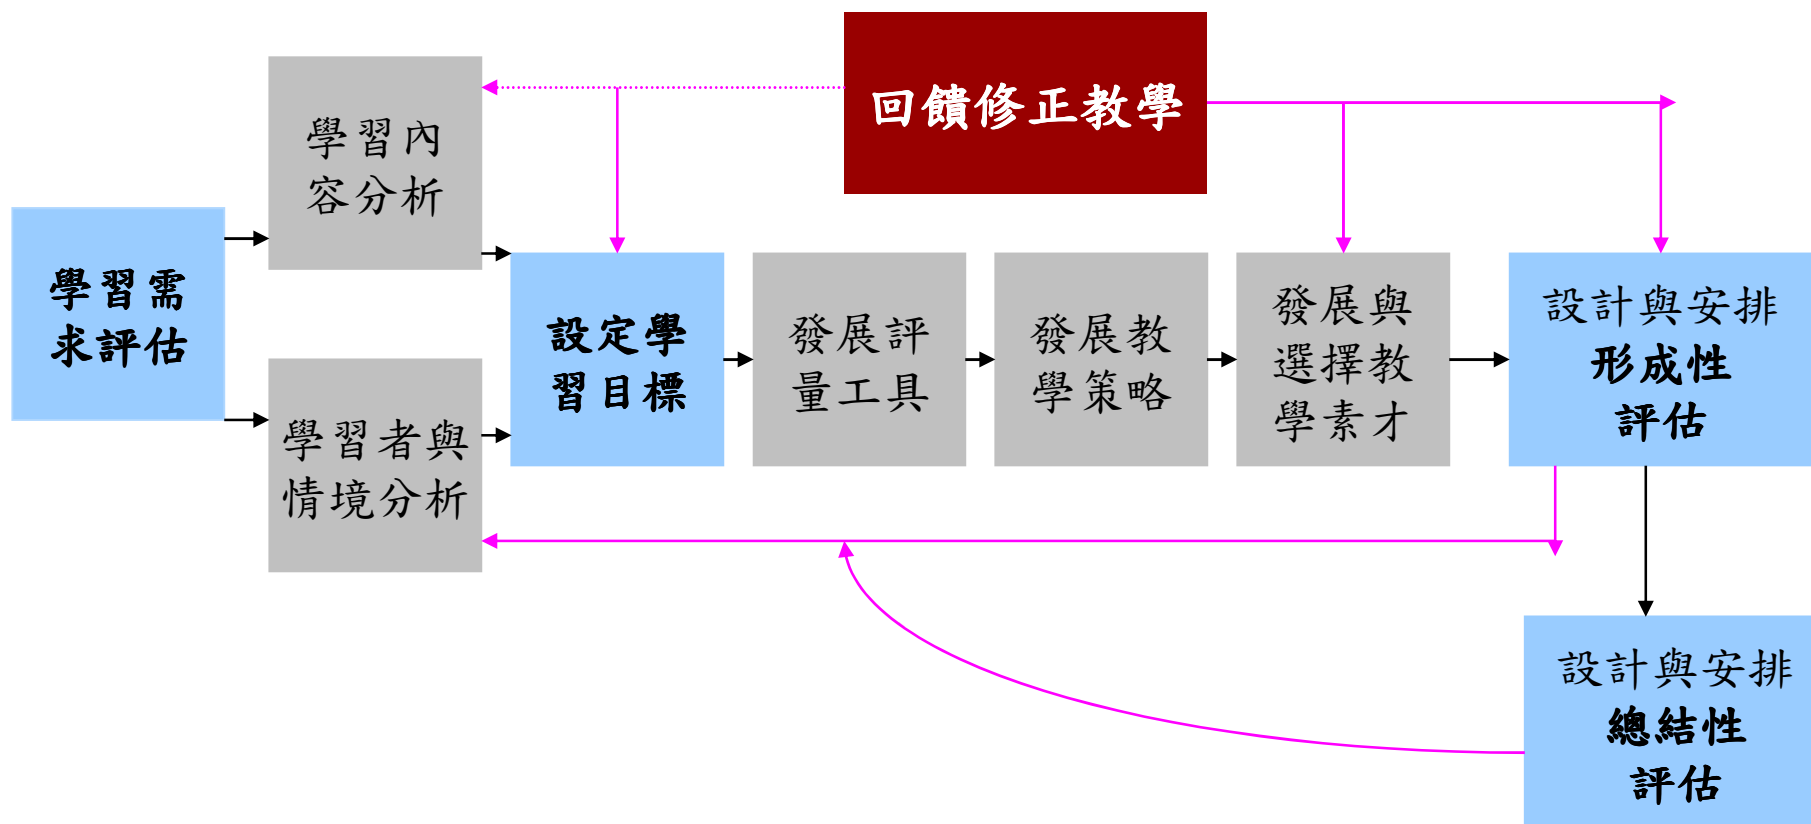 回饋修正教學
學習內
容分析
學習需
求評估
學習者與
情境分析
設定學
習目標
發展評
量工具
發展教
學策略
發展與
選擇教
學素才
設計與安排
形成性
評估
設計與安排
總結性
評估